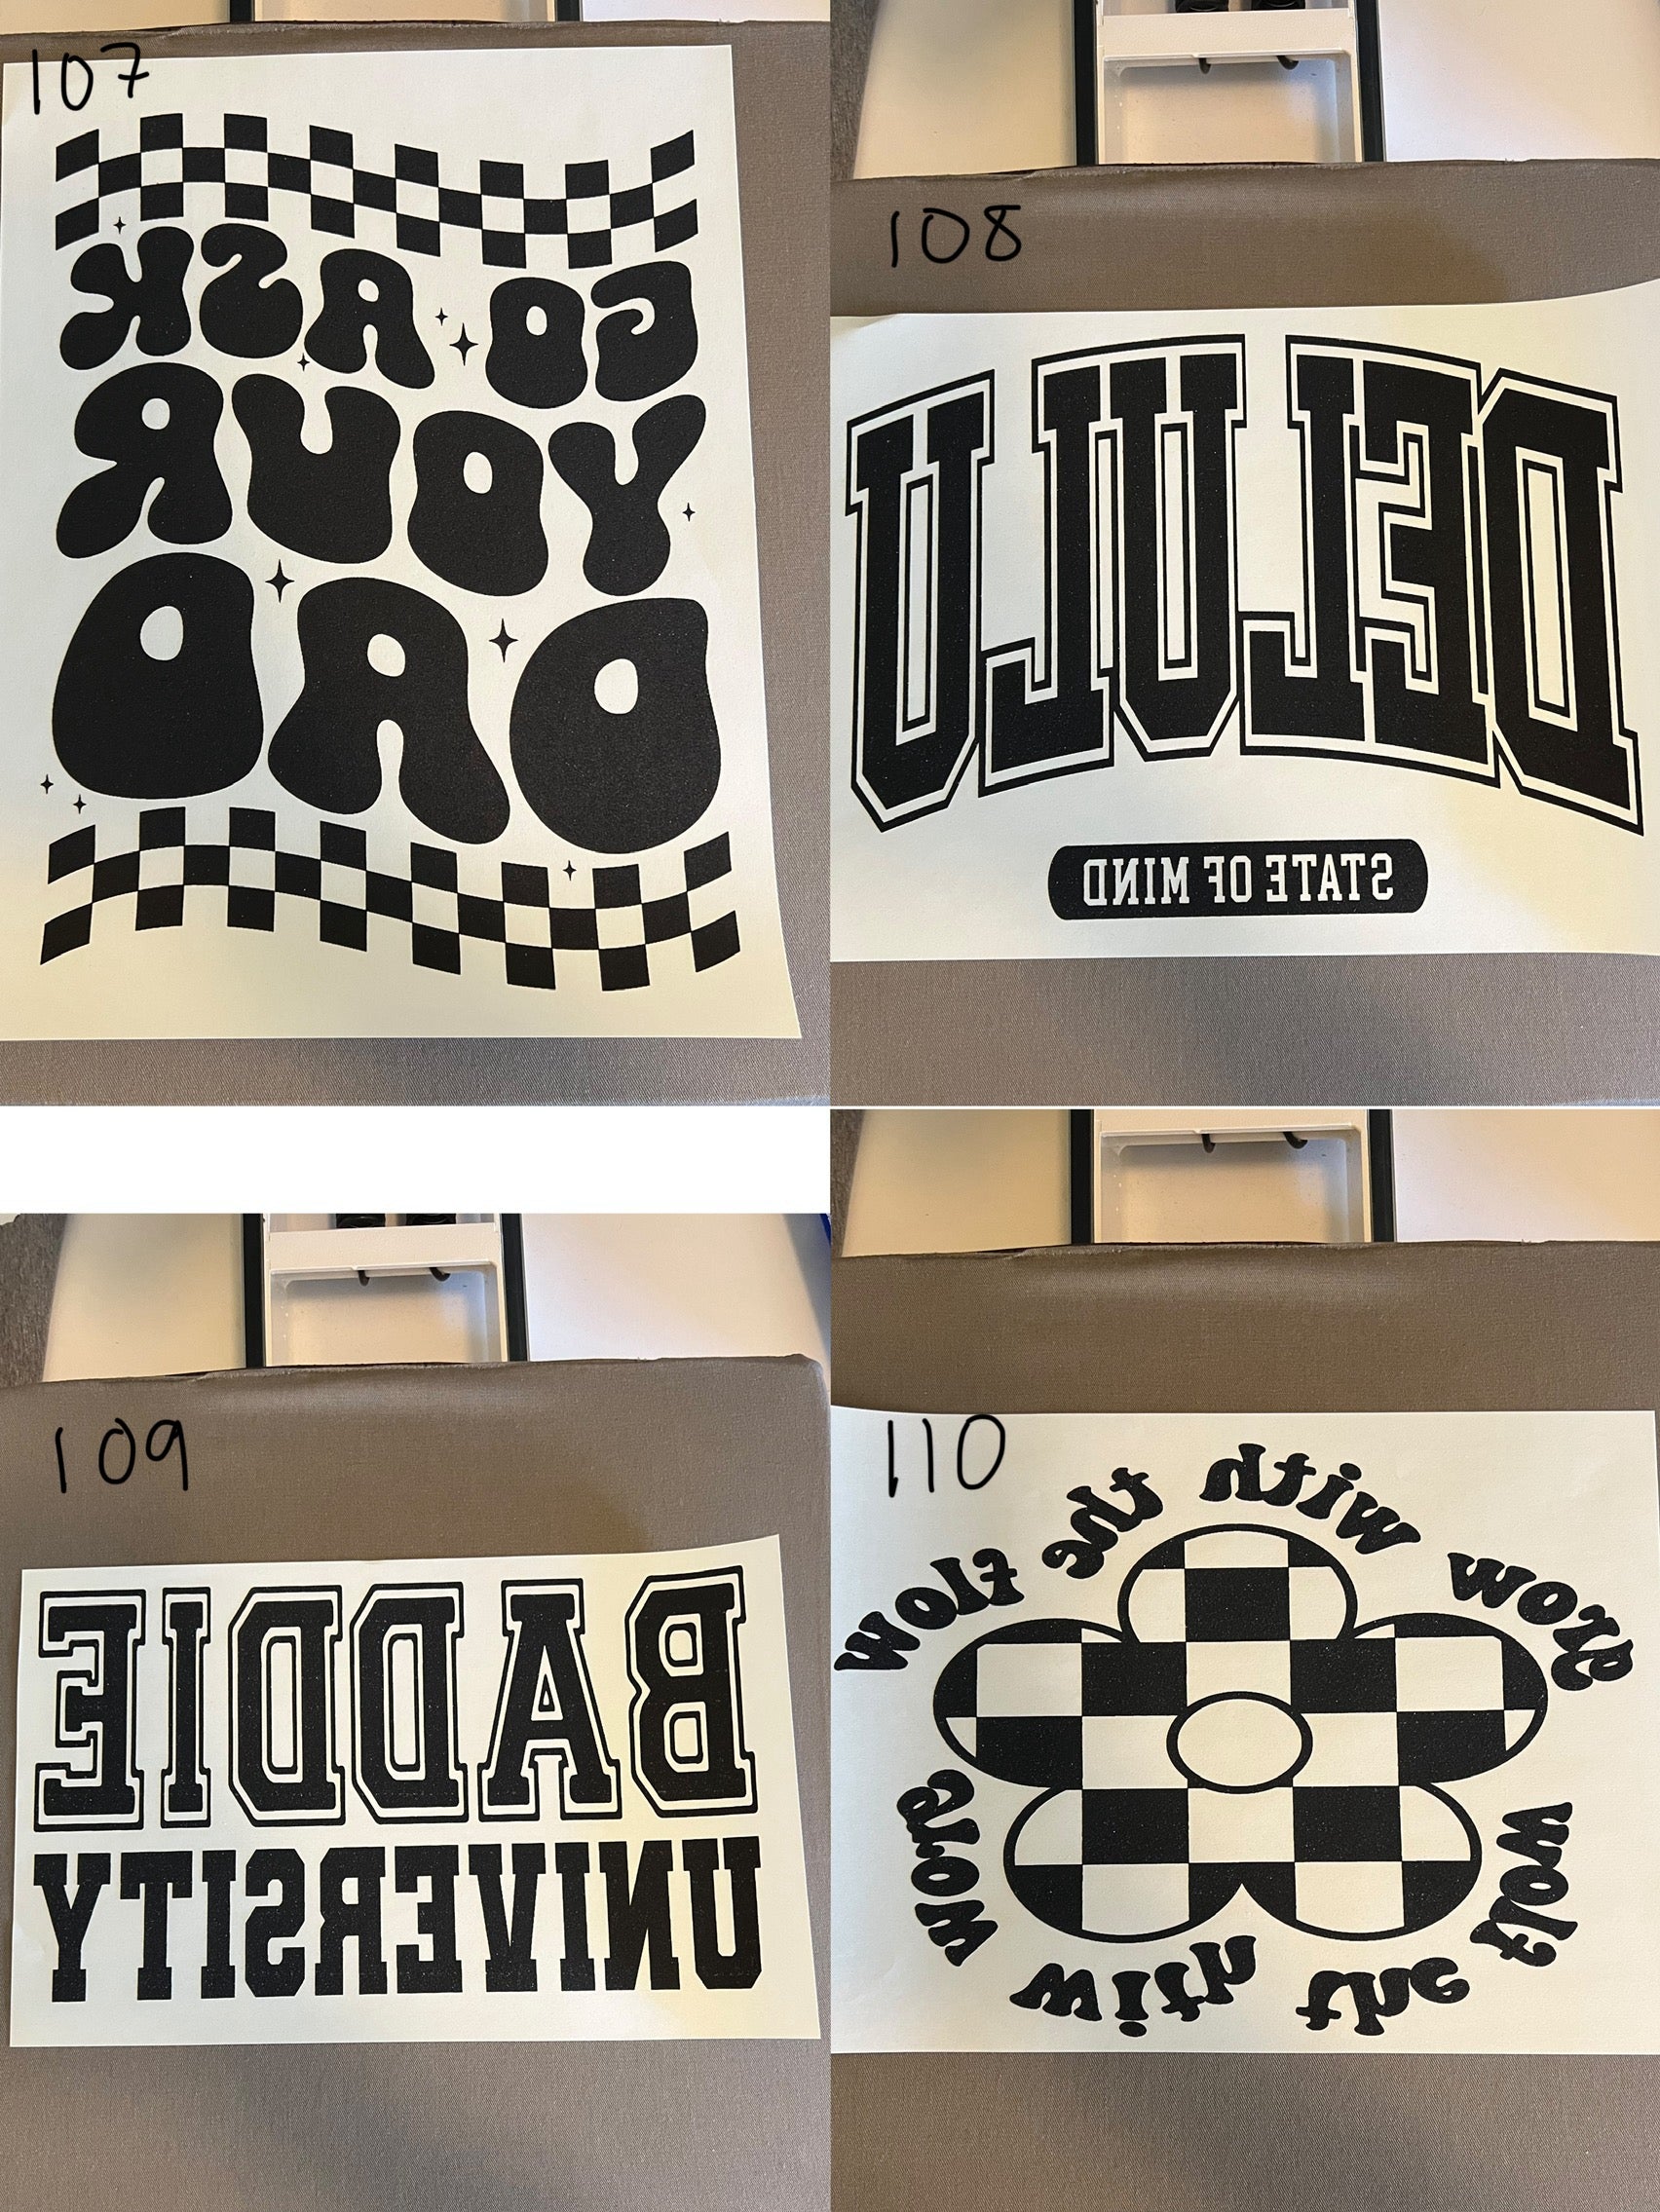 107
GO ASK
YOUR
DAD
108
DELULU
STATE OF MIND
109
BADDIE
UNIVERSITY
110
grow with the flow
grow with the flow